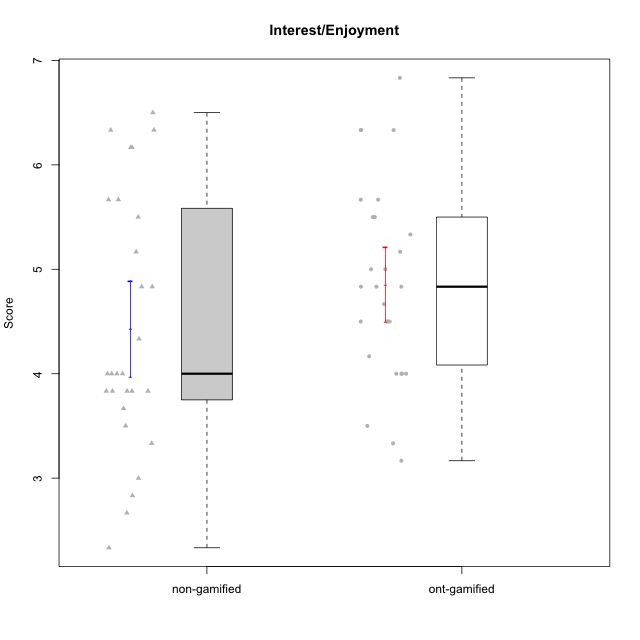 Interest/Enjoyment
7
6
5
4
3
Score
non-gamified
ont-gamified